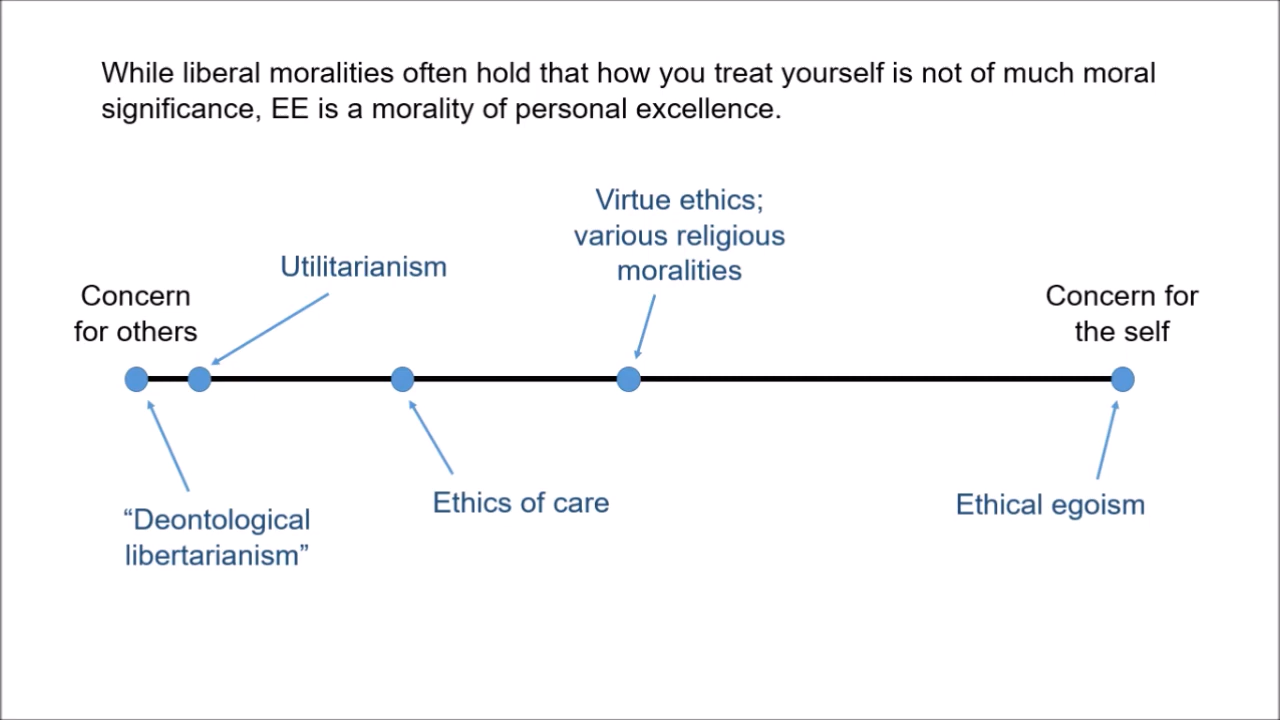 While liberal moralities often hold that how you treat yourself is not of much moral
significance, EE is a morality of personal excellence.
Virtue ethics;
various religious
moralities
Utilitarianism
Concern
for others
Concern for
the self
“Deontological
libertarianism”
Ethics of care
Ethical egoism